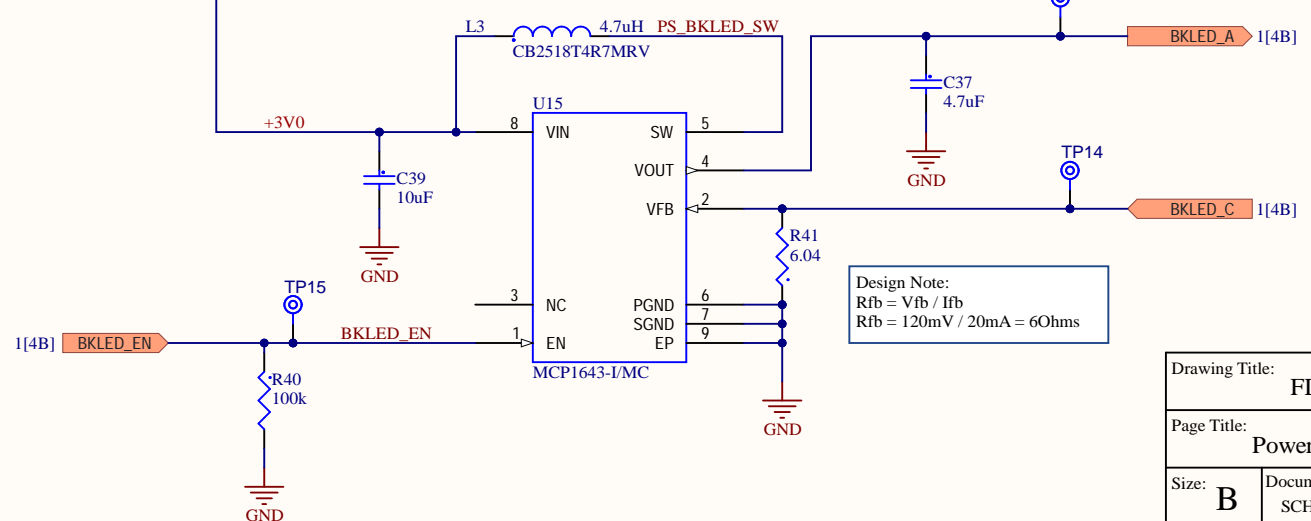 L3
4.7uH
PS_BKLED_SW
CB2518T4R7MRV
BKLED_A
1[4B]
C37
4.7uF
GND
U15
+3V0
8
VIN
SW
5
VOUT
4
C39
10uF
GND
VFB
2
TP14
BKLED_C
1[4B]
R41
6.04
Design Note:
Rfb = Vfb / Ifb
Rfb = 120mV / 20mA = 6Ohms
TP15
3
NC
PGND
6
SGND
7
EP
9
1[4B]
BKLED_EN
BKLED_EN
1
EN
MCP1643-I/MC
R40
100k
GND
GND
Drawing Title:
Page Title:
Power
Size:
B
SCH